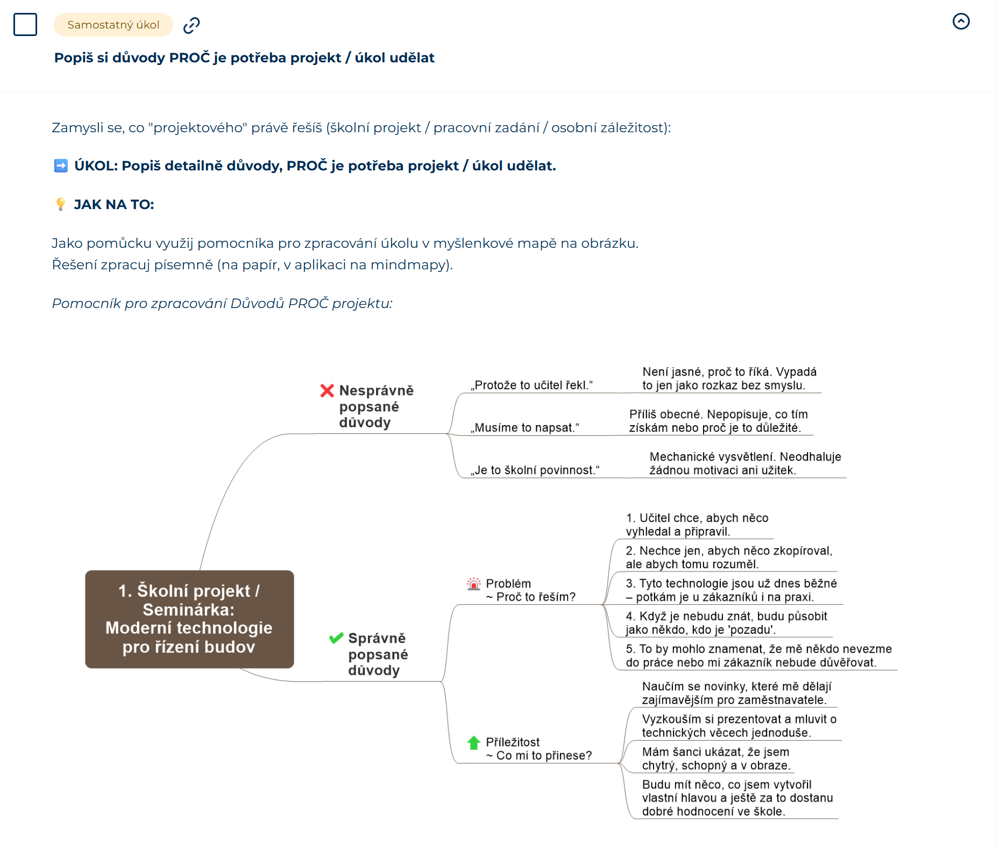 Samostatný úkol
Popiš si důvody PROČ je potřeba projekt / úkol udělat
Zamysli se, co "projektového" právě řešíš (školní projekt / pracovní zadání / osobní záležitost):
ÚKOL: Popiš detailně důvody, PROČ je potřeba projekt / úkol udělat.
JAK NA TO:
Jako pomůcku využij pomocníka pro zpracování úkolu v myšlenkové mapě na obrázku.
Řešení zpracuj písemně (na papír, v aplikaci na mindmapy).
Pomocník pro zpracování Důvodů PROČ projektu:
1. Školní projekt /
Seminárka:
Moderní technologie
pro řízení budov
Nesprávně
popsané
důvody
„Protože to učitel řekl.“
Není jasné, proč to říká. Vypadá
to jen jako rozkaz bez smyslu.
„Musíme to napsat.“
Příliš obecné. Nepopisuje, co tím
získám nebo proč je to důležité.
„Je to školní povinnost.“
Mechanické vysvětlení. Neodhaluje
žádnou motivaci ani užitek.
Správně
popsané
důvody
Problém
~ Proč to řeším?
1. Učitel chce, abych něco
vyhledal a připravil.
2. Nechce jen, abych něco zkopíroval,
ale abych tomu rozuměl.
3. Tyto technologie jsou už dnes běžné
– potkám je u zákazníků i na praxi.
4. Když je nebudu znát, budu působit
jako někdo, kdo je 'pozadu'.
5. To by mohlo znamenat, že mě někdo nevezme
do práce nebo mi zákazník nebude důvěřovat.
Příležitost
~ Co mi to přinese?
Naučím se novinky, které mě dělají
zajímavějším pro zaměstnavatele.
Vyzkouším si prezentovat a mluvit o
technických věcech jednoduše.
Mám šanci ukázat, že jsem
chytrý, schopný a v obraze.
Budu mít něco, co jsem vytvořil
vlastní hlavou a ještě za to dostanu
dobré hodnocení ve škole.